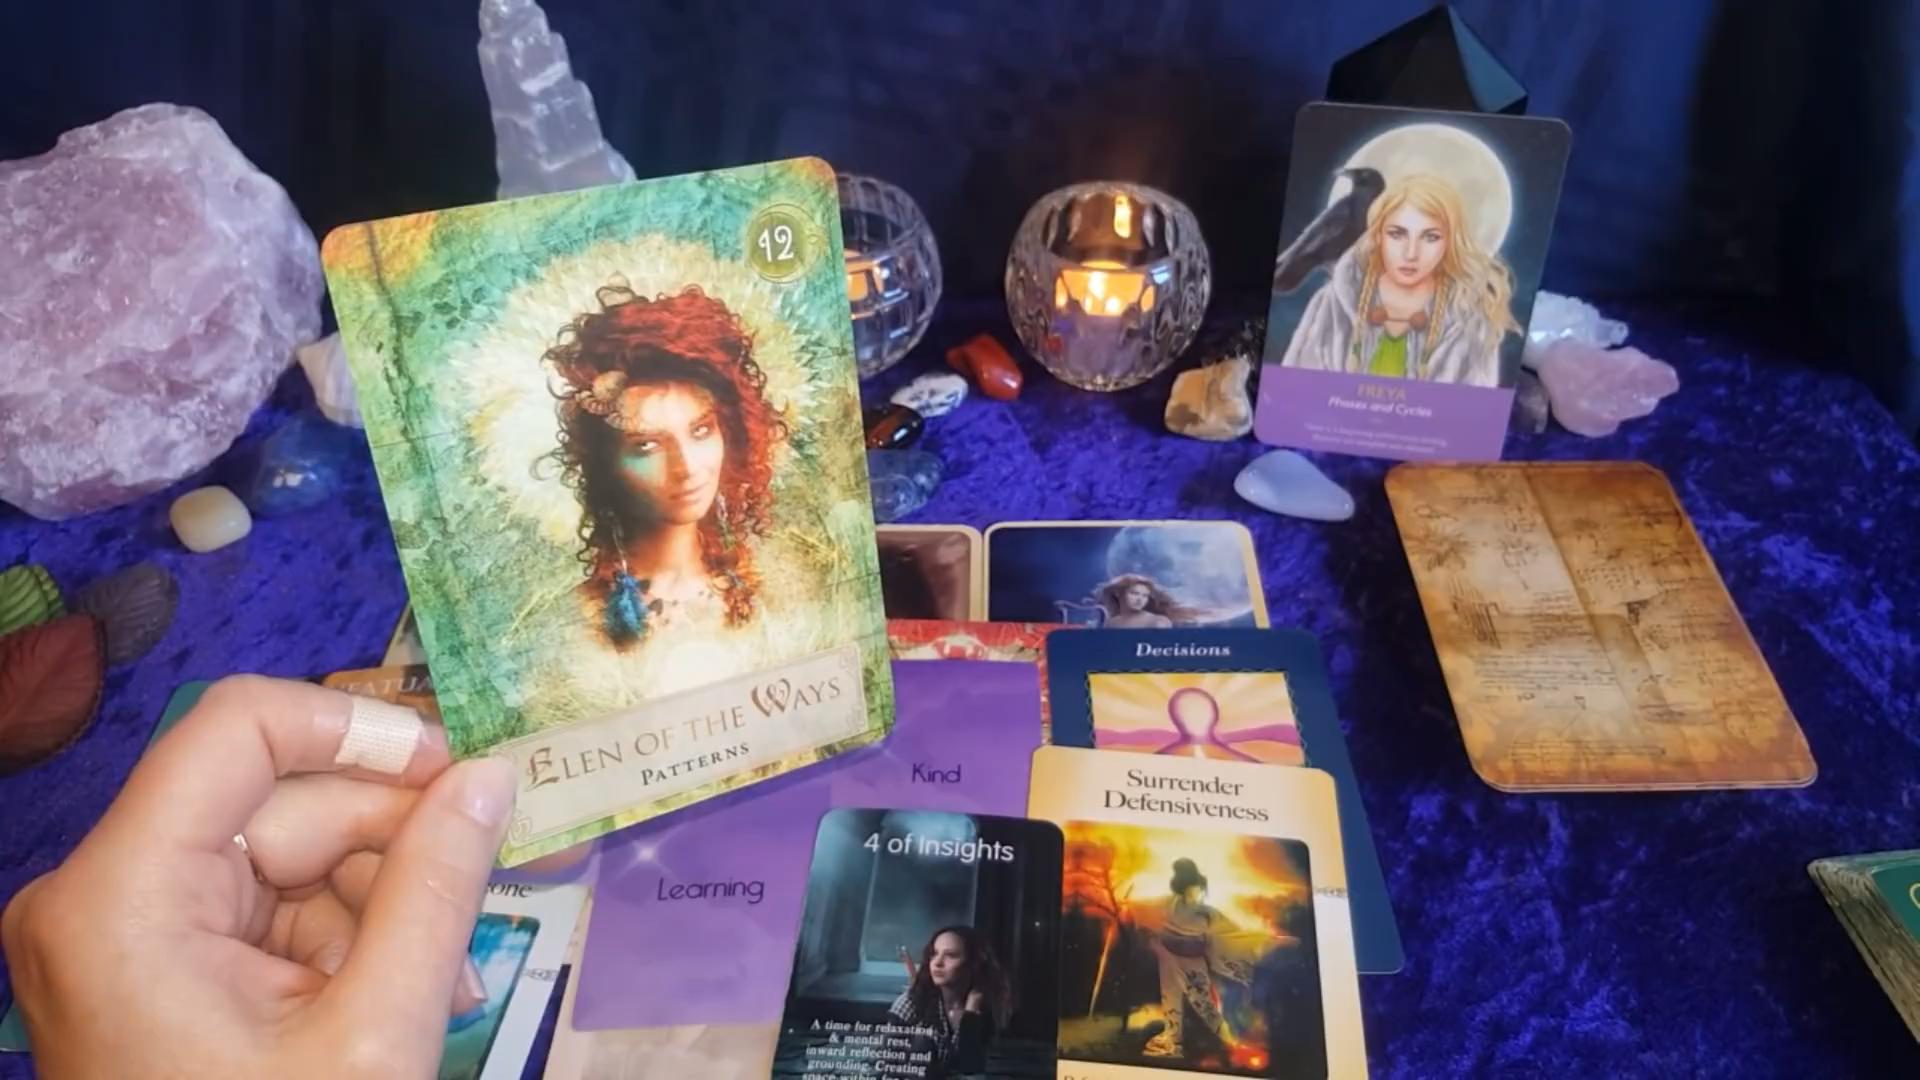 12
ELEN OF THE WAYS
PATTERNS
FREYA
Phases and Cycles
Decisions
Kind
Surrender
Defensiveness
Learning
4 of Insights
A time for relaxation
& mental rest,
inward reflection and
grounding. Creating
space within for
one